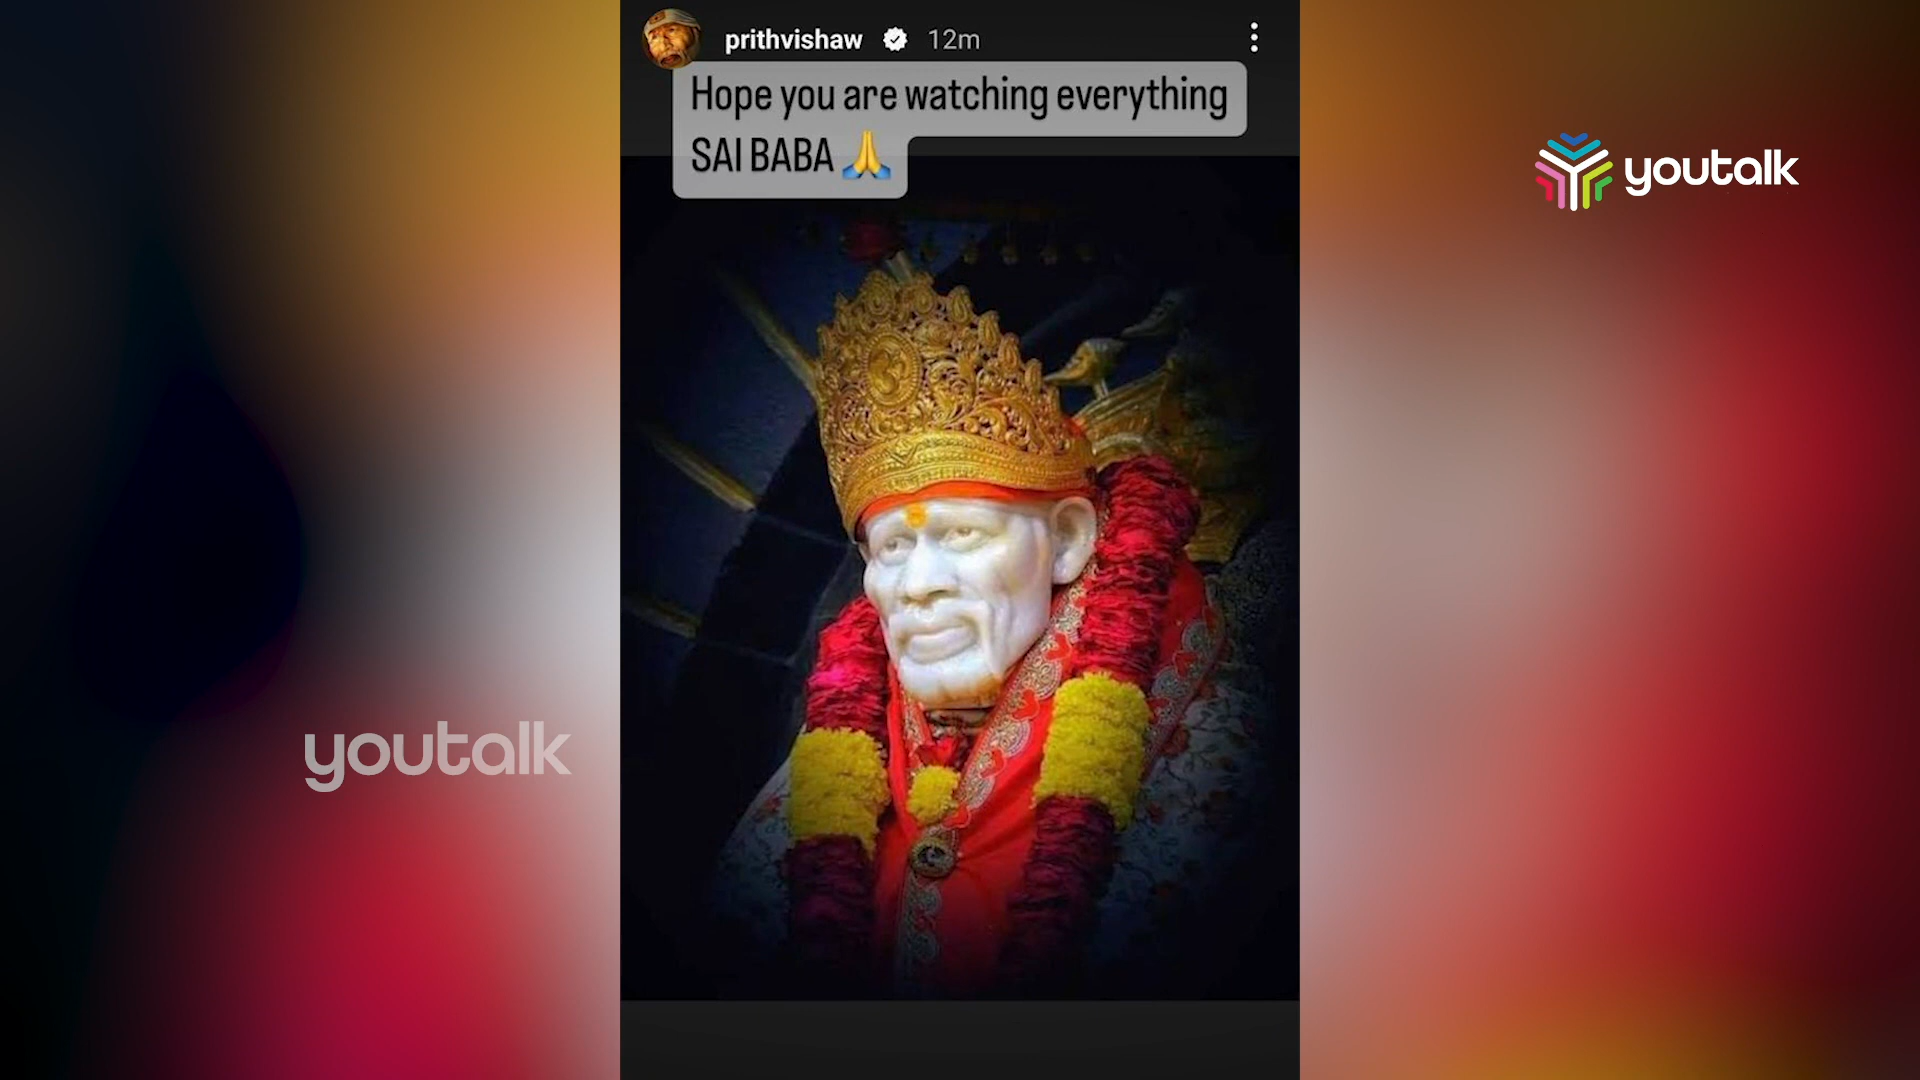 prithvishaw 12m
Hope you are watching everything
SAI BABA 🙏
youtalk
youtalk